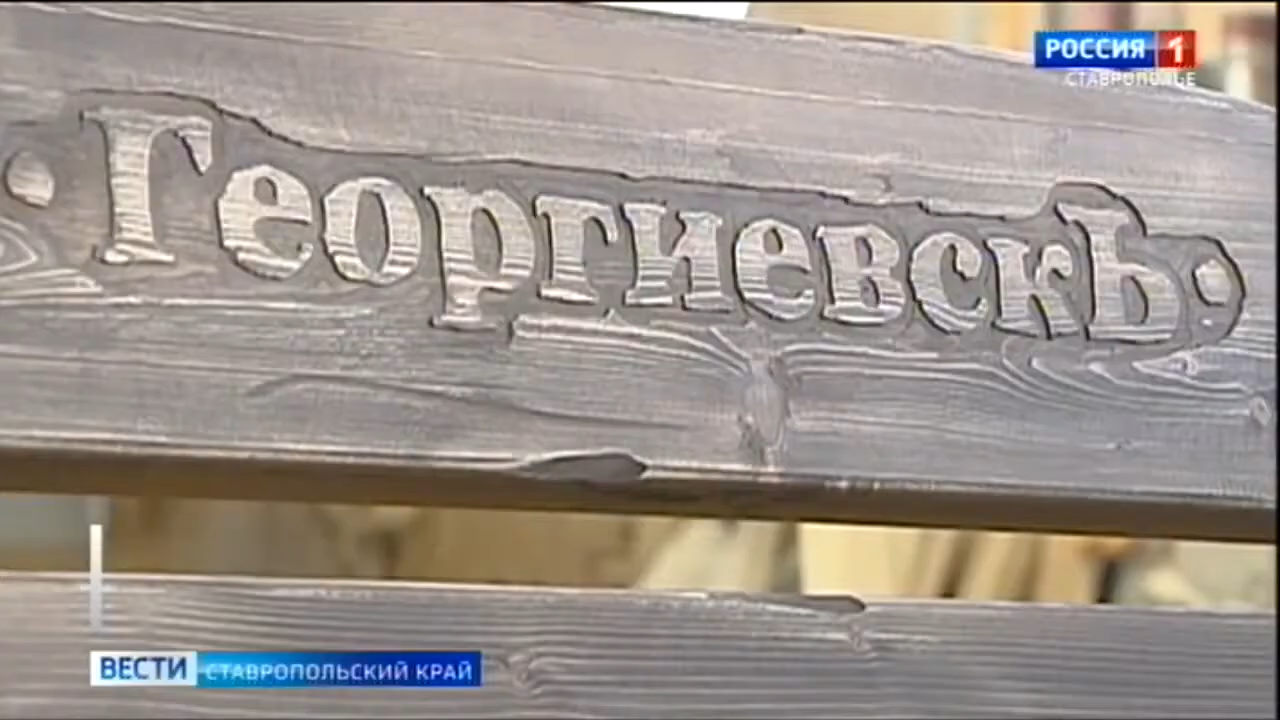 РОССИЯ 1
СТАВРОПОЛЬЕ
• ГеоргиевскЪ •
ВЕСТИ СТАВРОПОЛЬСКИЙ КРАЙ